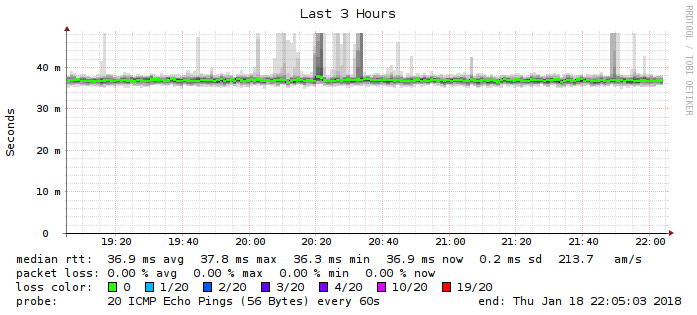 Last 3 Hours
RRDTOOL / TOBI OETIKER
Seconds
40 m
30 m
20 m
10 m
0
19:20 19:40 20:00 20:20 20:40 21:00 21:20 21:40 22:00
median rtt: 36.9 ms avg 37.8 ms max 36.3 ms min 36.9 ms now 0.2 ms sd 213.7 am/s
packet loss: 0.00 % avg 0.00 % max 0.00 % min 0.00 % now
loss color: 0 1/20 2/20 3/20 4/20 10/20 19/20
probe: 20 ICMP Echo Pings (56 Bytes) every 60s end: Thu Jan 18 22:05:03 2018